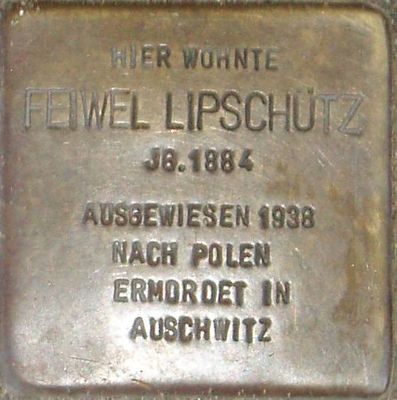 HIER WOHNTE
FEIWEL LIPSCHÜTZ
JG.1884
AUSGEWIESEN 1938
NACH POLEN
ERMORDET IN
AUSCHWITZ